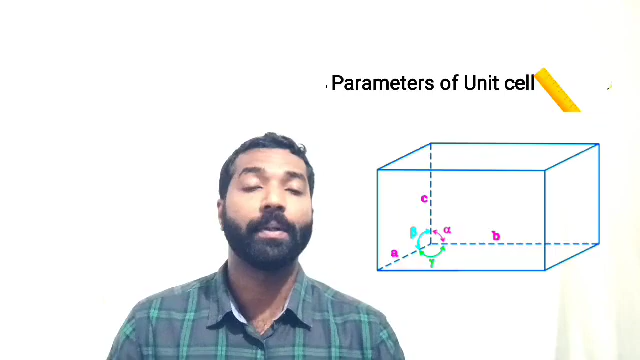 Parameters of Unit cell
c
β α
b
a
γ